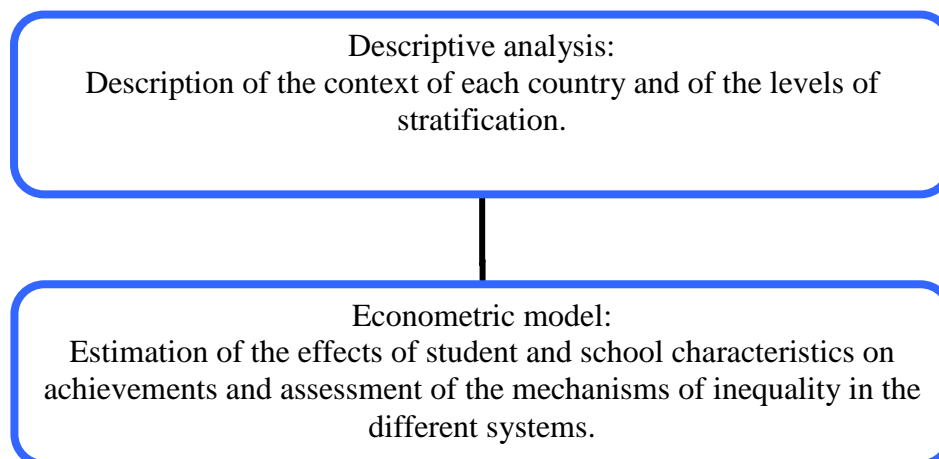 Descriptive analysis:
Description of the context of each country and of the levels of
stratification.
Econometric model:
Estimation of the effects of student and school characteristics on
achievements and assessment of the mechanisms of inequality in the
different systems.